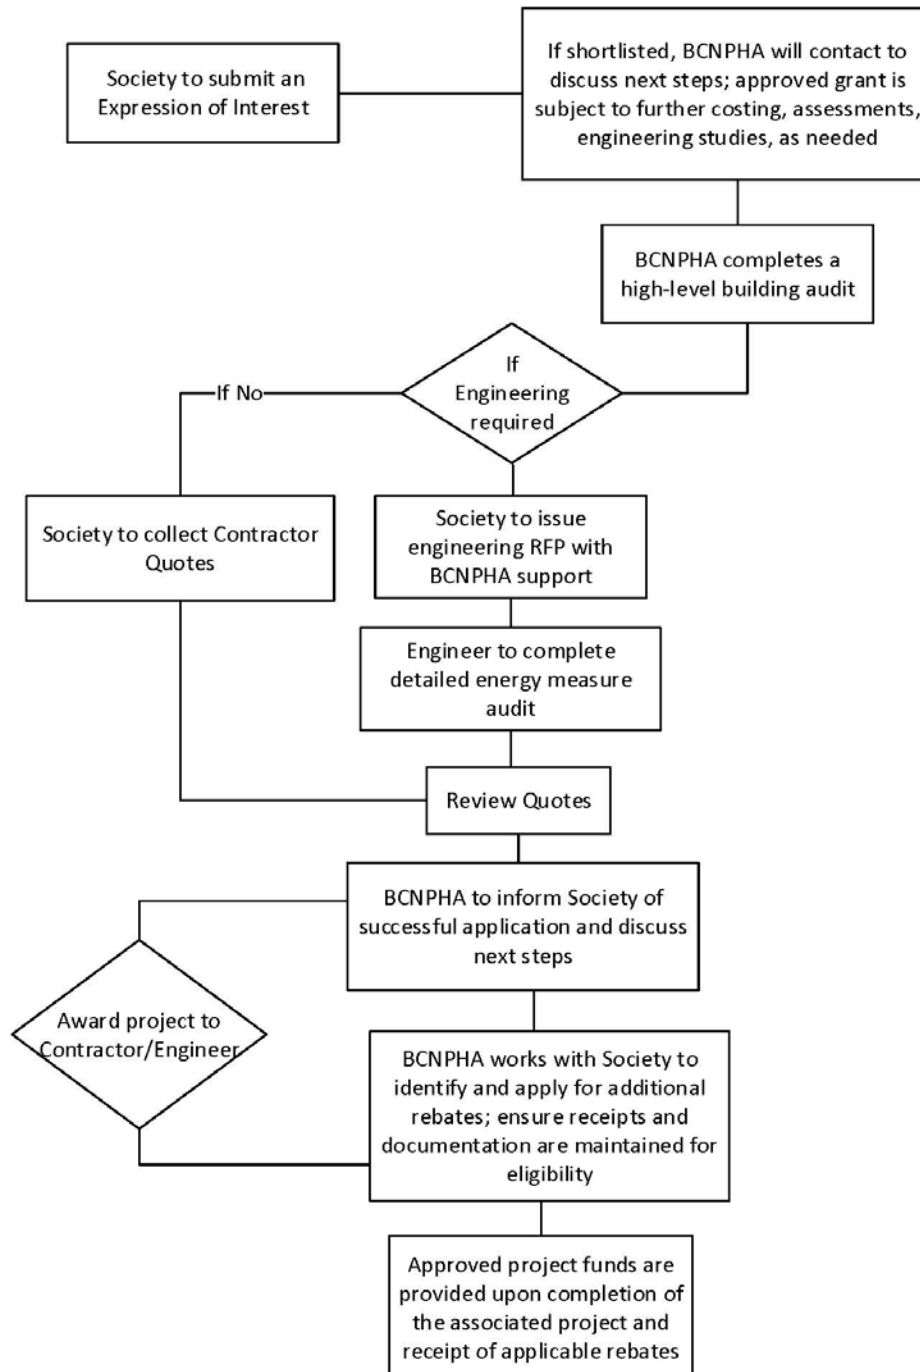 Society to submit an
Expression of Interest
If shortlisted, BCNPHA will contact to
discuss next steps; approved grant is
subject to further costing, assessments,
engineering studies, as needed
BCNPHA completes a
high-level building audit
If
Engineering
required
If No
Society to collect Contractor
Quotes
Society to issue
engineering RFP with
BCNPHA support
Engineer to complete
detailed energy measure
audit
Review Quotes
BCNPHA to inform Society of
successful application and discuss
next steps
Award project to
Contractor/Engineer
BCNPHA works with Society to
identify and apply for additional
rebates; ensure receipts and
documentation are maintained for
eligibility
Approved project funds are
provided upon completion of
the associated project and
receipt of applicable rebates